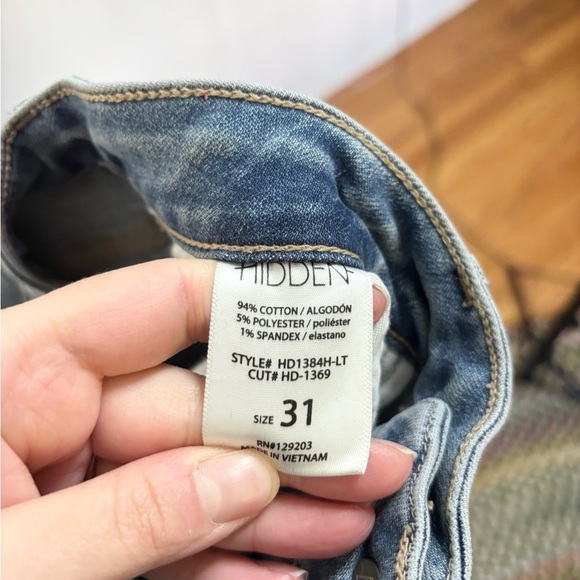 HIDDEN
94% COTTON / ALGODÓN
5% POLYESTER / poliéster
1% SPANDEX / elastano
STYLE# HD1384H-LT
CUT# HD-1369
SIZE 31
RN#129203
MADE IN VIETNAM